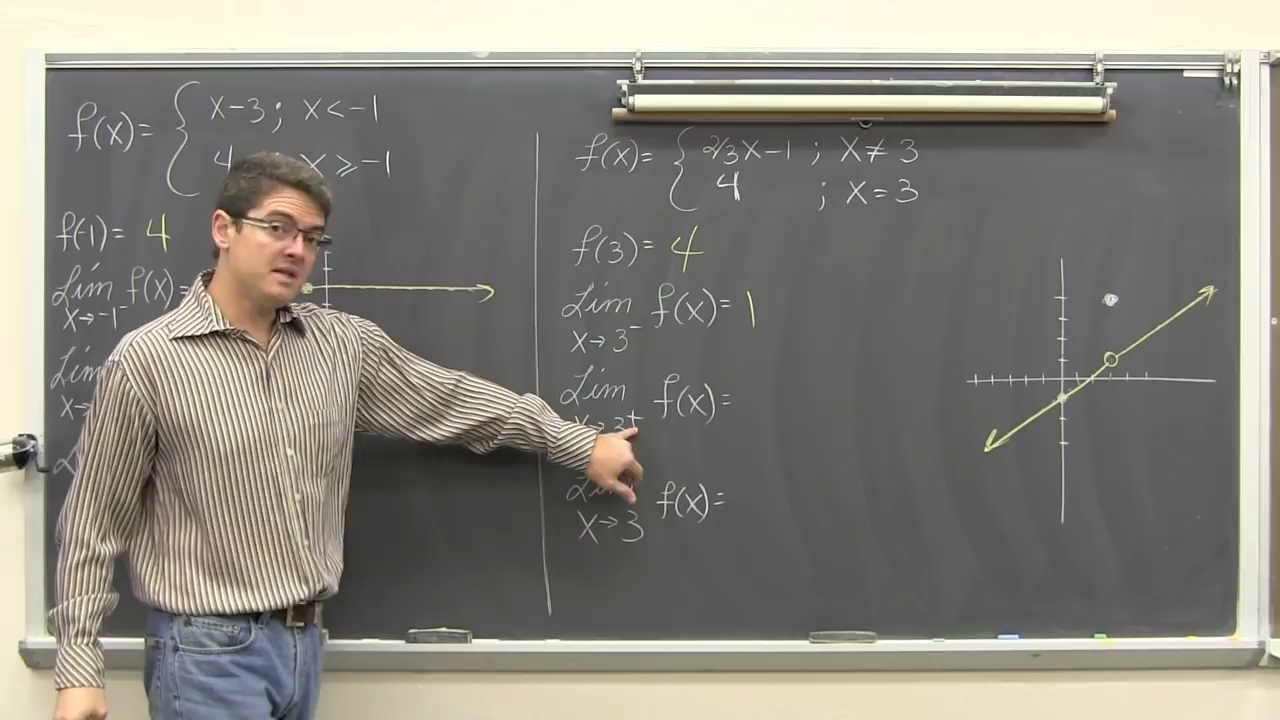 f(x)= { x-3 ; x < -1
4 ; x ≥ -1
f(-1) = 4
Lim f(x) =
x→-1⁻
Lim
x→
f(x)= { 2/3x-1 ; x ≠ 3
4 ; x = 3
f(3) = 4
Lim f(x) = 1
x→3⁻
Lim f(x) =
x→3⁺
Lim f(x) =
x→3